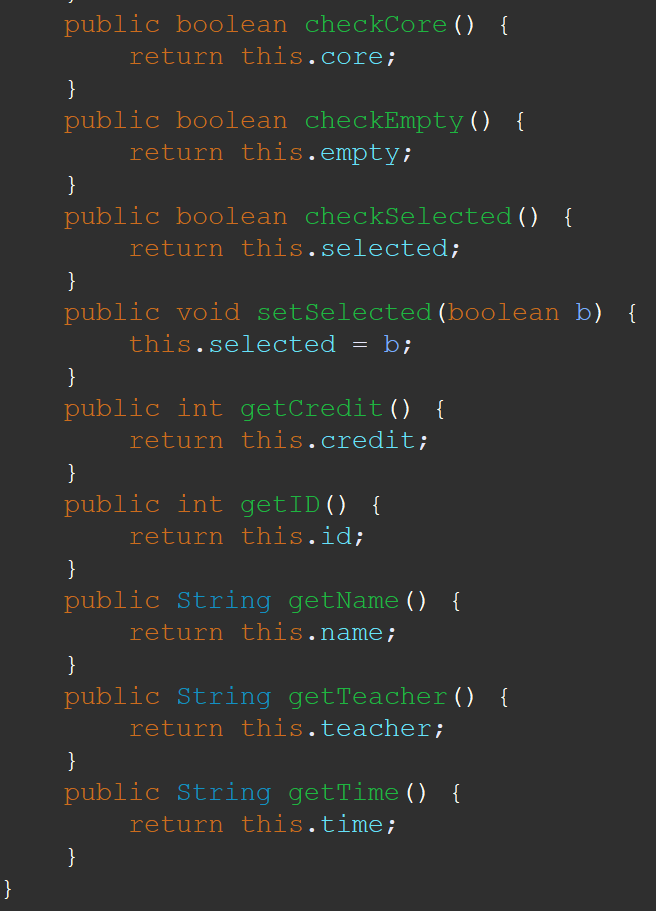 public boolean checkCore() {
return this.core;
}
public boolean checkEmpty() {
return this.empty;
}
public boolean checkSelected() {
return this.selected;
}
public void setSelected(boolean b) {
this.selected = b;
}
public int getCredit() {
return this.credit;
}
public int getID() {
return this.id;
}
public String getName() {
return this.name;
}
public String getTeacher() {
return this.teacher;
}
public String getTime() {
return this.time;
}
}